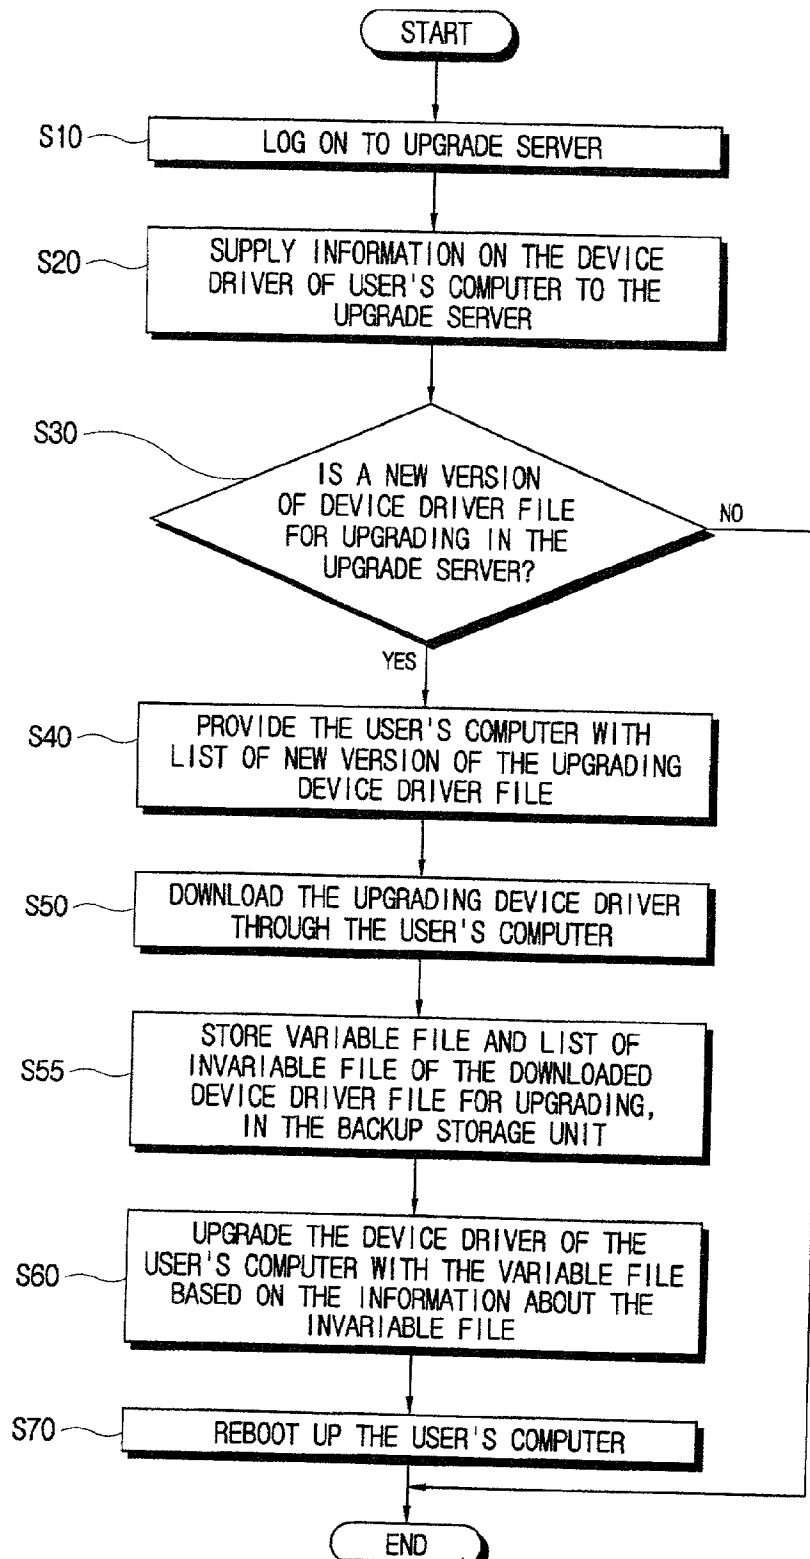 START
S10
LOG ON TO UPGRADE SERVER
S20
SUPPLY INFORMATION ON THE DEVICE
DRIVER OF USER'S COMPUTER TO THE
UPGRADE SERVER
S30
IS A NEW VERSION
OF DEVICE DRIVER FILE
FOR UPGRADING IN THE
UPGRADE SERVER?
NO
YES
S40
PROVIDE THE USER'S COMPUTER WITH
LIST OF NEW VERSION OF THE UPGRADING
DEVICE DRIVER FILE
S50
DOWNLOAD THE UPGRADING DEVICE DRIVER
THROUGH THE USER'S COMPUTER
S55
STORE VARIABLE FILE AND LIST OF
INVARIABLE FILE OF THE DOWNLOADED
DEVICE DRIVER FILE FOR UPGRADING,
IN THE BACKUP STORAGE UNIT
S60
UPGRADE THE DEVICE DRIVER OF THE
USER'S COMPUTER WITH THE VARIABLE FILE
BASED ON THE INFORMATION ABOUT THE
INVARIABLE FILE
S70
REBOOT UP THE USER'S COMPUTER
END